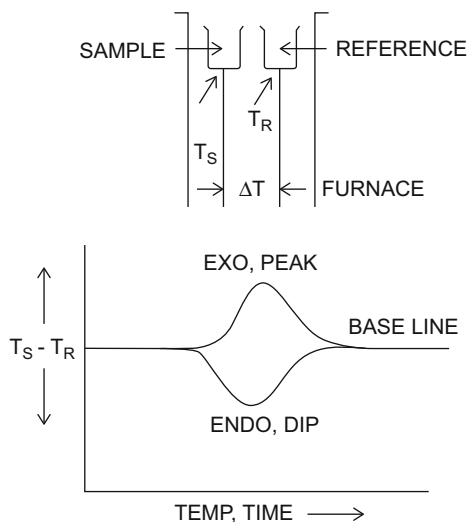 SAMPLE
REFERENCE
T_S
T_R
ΔT
FURNACE
EXO, PEAK
BASE LINE
T_S - T_R
ENDO, DIP
TEMP, TIME